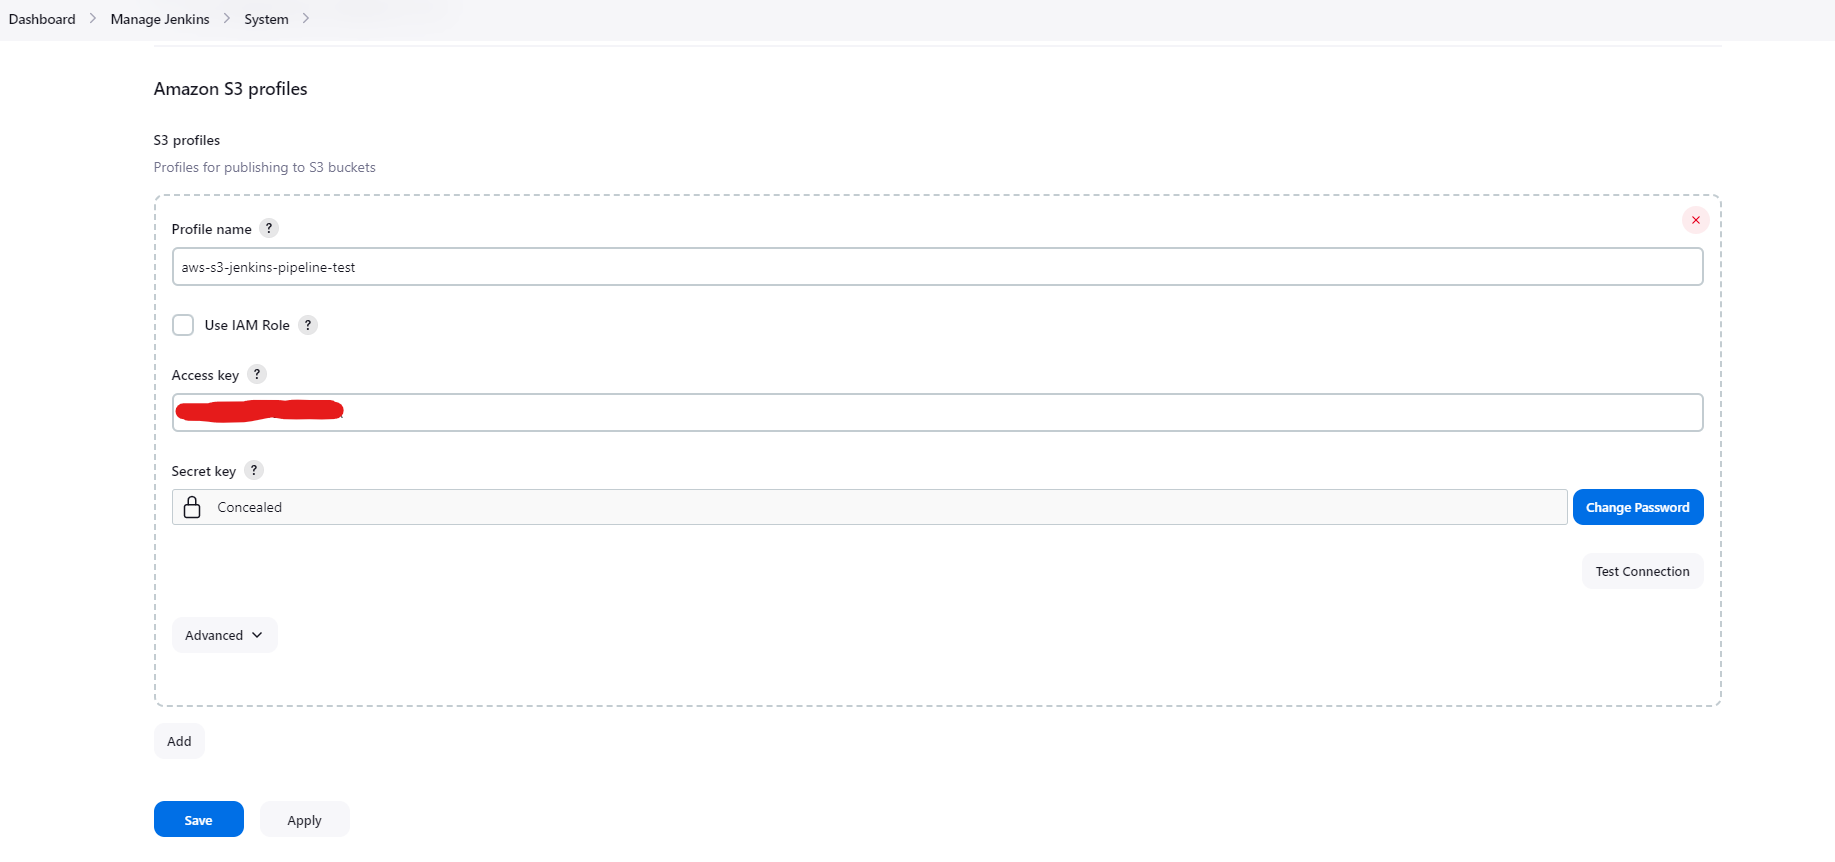 Dashboard > Manage Jenkins > System >
Amazon S3 profiles
S3 profiles
Profiles for publishing to S3 buckets
Profile name ?
aws-s3-jenkins-pipeline-test
Use IAM Role ?
Access key ?
Secret key ?
Concealed
Change Password
Test Connection
Advanced
Add
Save
Apply